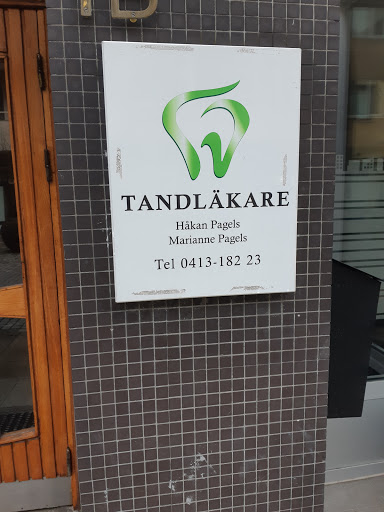 TANDLÄKARE
Håkan Pagels
Marianne Pagels
Tel 0413-182 23